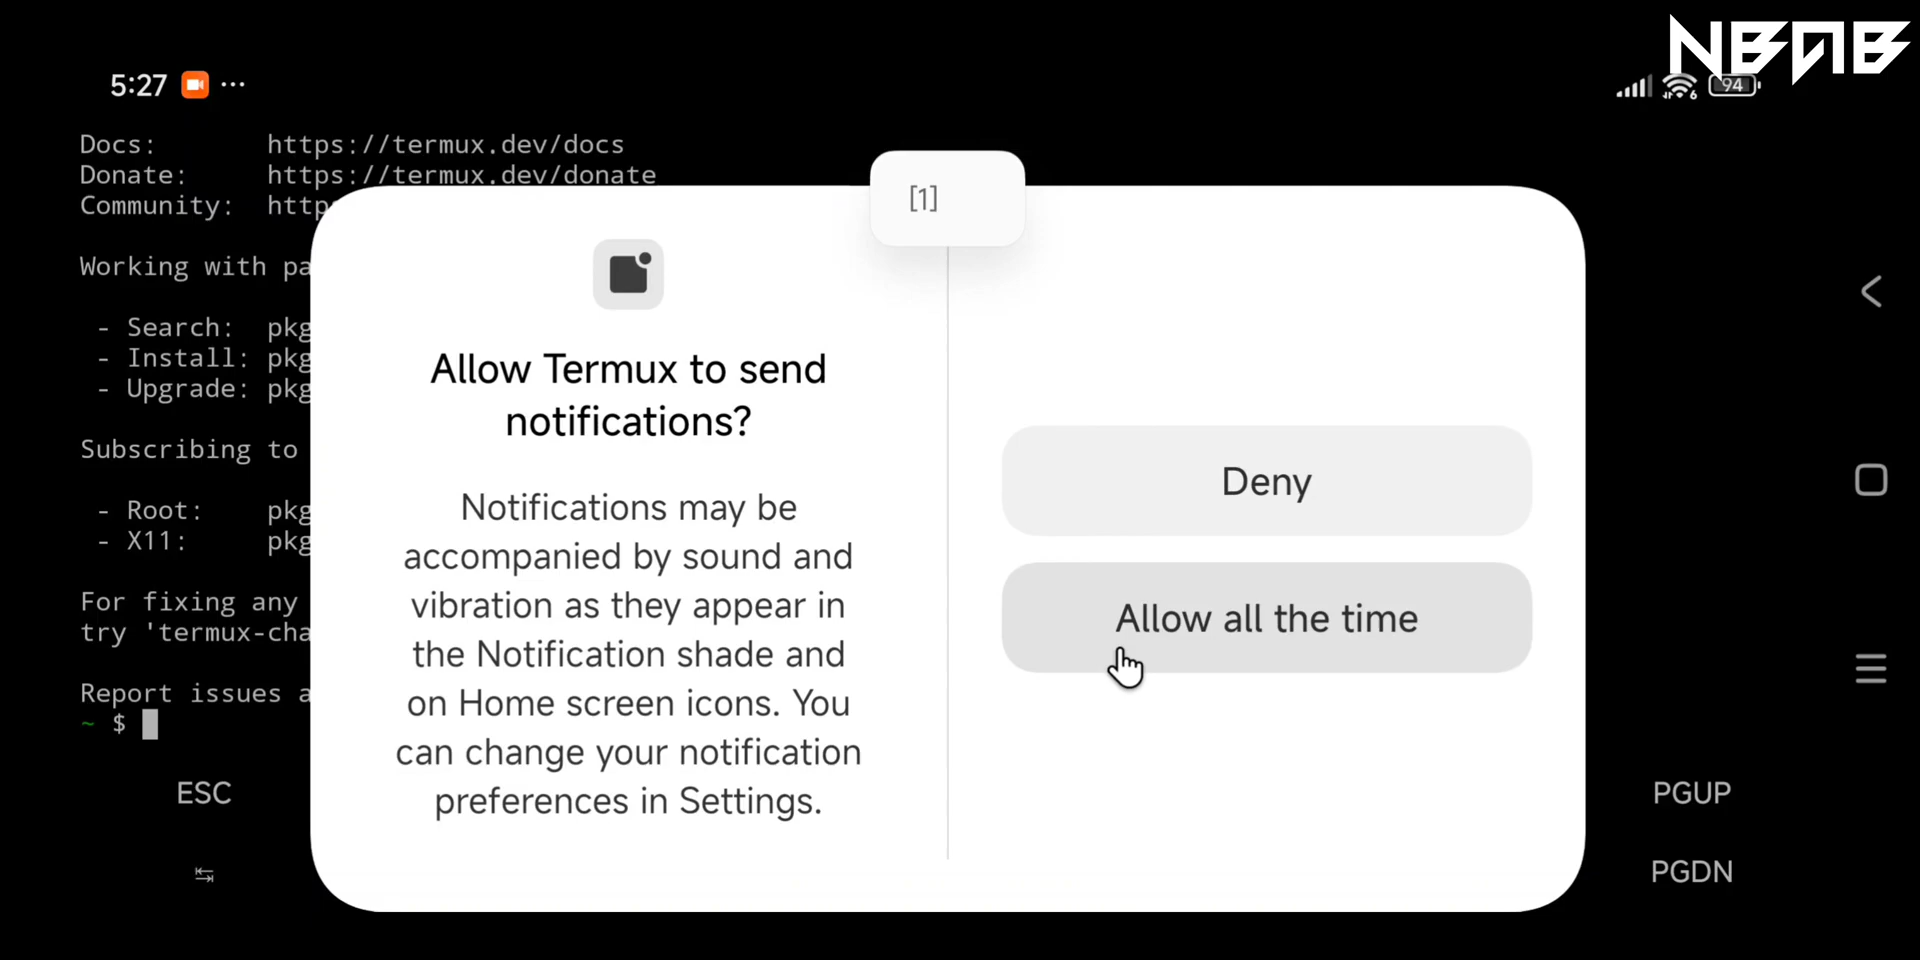 NBAB
5:27
94
Docs: https://termux.dev/docs
Donate: https://termux.dev/donate
Community: http
[1]
Working with pa
- Search: pkg
- Install: pkg
- Upgrade: pkg
Subscribing to
- Root: pkg
- X11: pkg
For fixing any
try 'termux-cha
Report issues a
~ $
Allow Termux to send
notifications?
Notifications may be
accompanied by sound and
vibration as they appear in
the Notification shade and
on Home screen icons. You
can change your notification
preferences in Settings.
Deny
Allow all the time
ESC
PGUP
PGDN